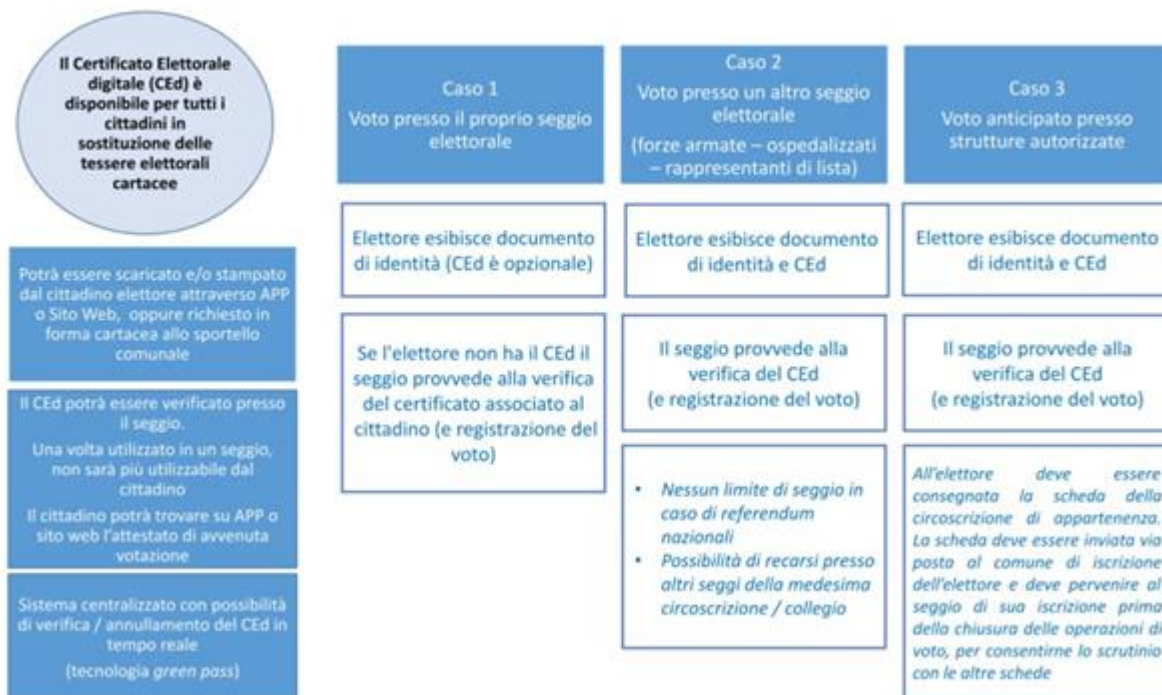 Il Certificato Elettorale
digitale (CEd) è
disponibile per tutti i
cittadini in
sostituzione delle
tessere elettorali
cartacee
Potrà essere scaricato e/o stampato
dal cittadino elettore attraverso APP
o Sito Web, oppure richiesto in
forma cartacea allo sportello
comunale
Il CEd potrà essere verificato presso
il seggio.
Una volta utilizzato in un seggio,
non sarà più utilizzabile dal
cittadino
Il cittadino potrà trovare su APP o
sito web l'attestato di avvenuta
votazione
Sistema centralizzato con possibilità
di verifica / annullamento del CEd in
tempo reale
(tecnologia green pass)
Caso 1
Voto presso il proprio seggio
elettorale
Elettore esibisce documento
di identità (CEd è opzionale)
Se l'elettore non ha il CEd il
seggio provvede alla verifica
del certificato associato al
cittadino (e registrazione del
voto)
Caso 2
Voto presso un altro seggio
elettorale
(forze armate – ospedalizzati
– rappresentanti di lista)
Elettore esibisce documento
di identità e CEd
Il seggio provvede alla
verifica del CEd
(e registrazione del voto)
• Nessun limite di seggio in
caso di referendum
nazionali
• Possibilità di recarsi presso
altri seggi della medesima
circoscrizione / collegio
Caso 3
Voto anticipato presso
strutture autorizzate
Elettore esibisce documento
di identità e CEd
Il seggio provvede alla
verifica del CEd
(e registrazione del voto)
All'elettore deve essere
consegnata la scheda della
circoscrizione di appartenenza.
La scheda deve essere inviata via
posta al comune di iscrizione
dell'elettore e deve pervenire al
seggio di sua iscrizione prima
della chiusura delle operazioni di
voto, per consentirne lo scrutinio
con le altre schede